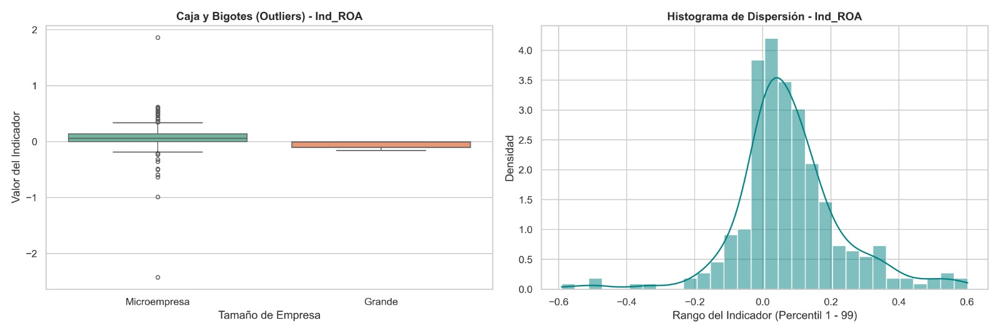 Caja y Bigotes (Outliers) - Ind_ROA
Valor del Indicador
2
1
0
−1
−2
Microempresa
Grande
Tamaño de Empresa
Histograma de Dispersión - Ind_ROA
Densidad
4.0
3.5
3.0
2.5
2.0
1.5
1.0
0.5
0.0
−0.6
−0.4
−0.2
0.0
0.2
0.4
0.6
Rango del Indicador (Percentil 1 - 99)